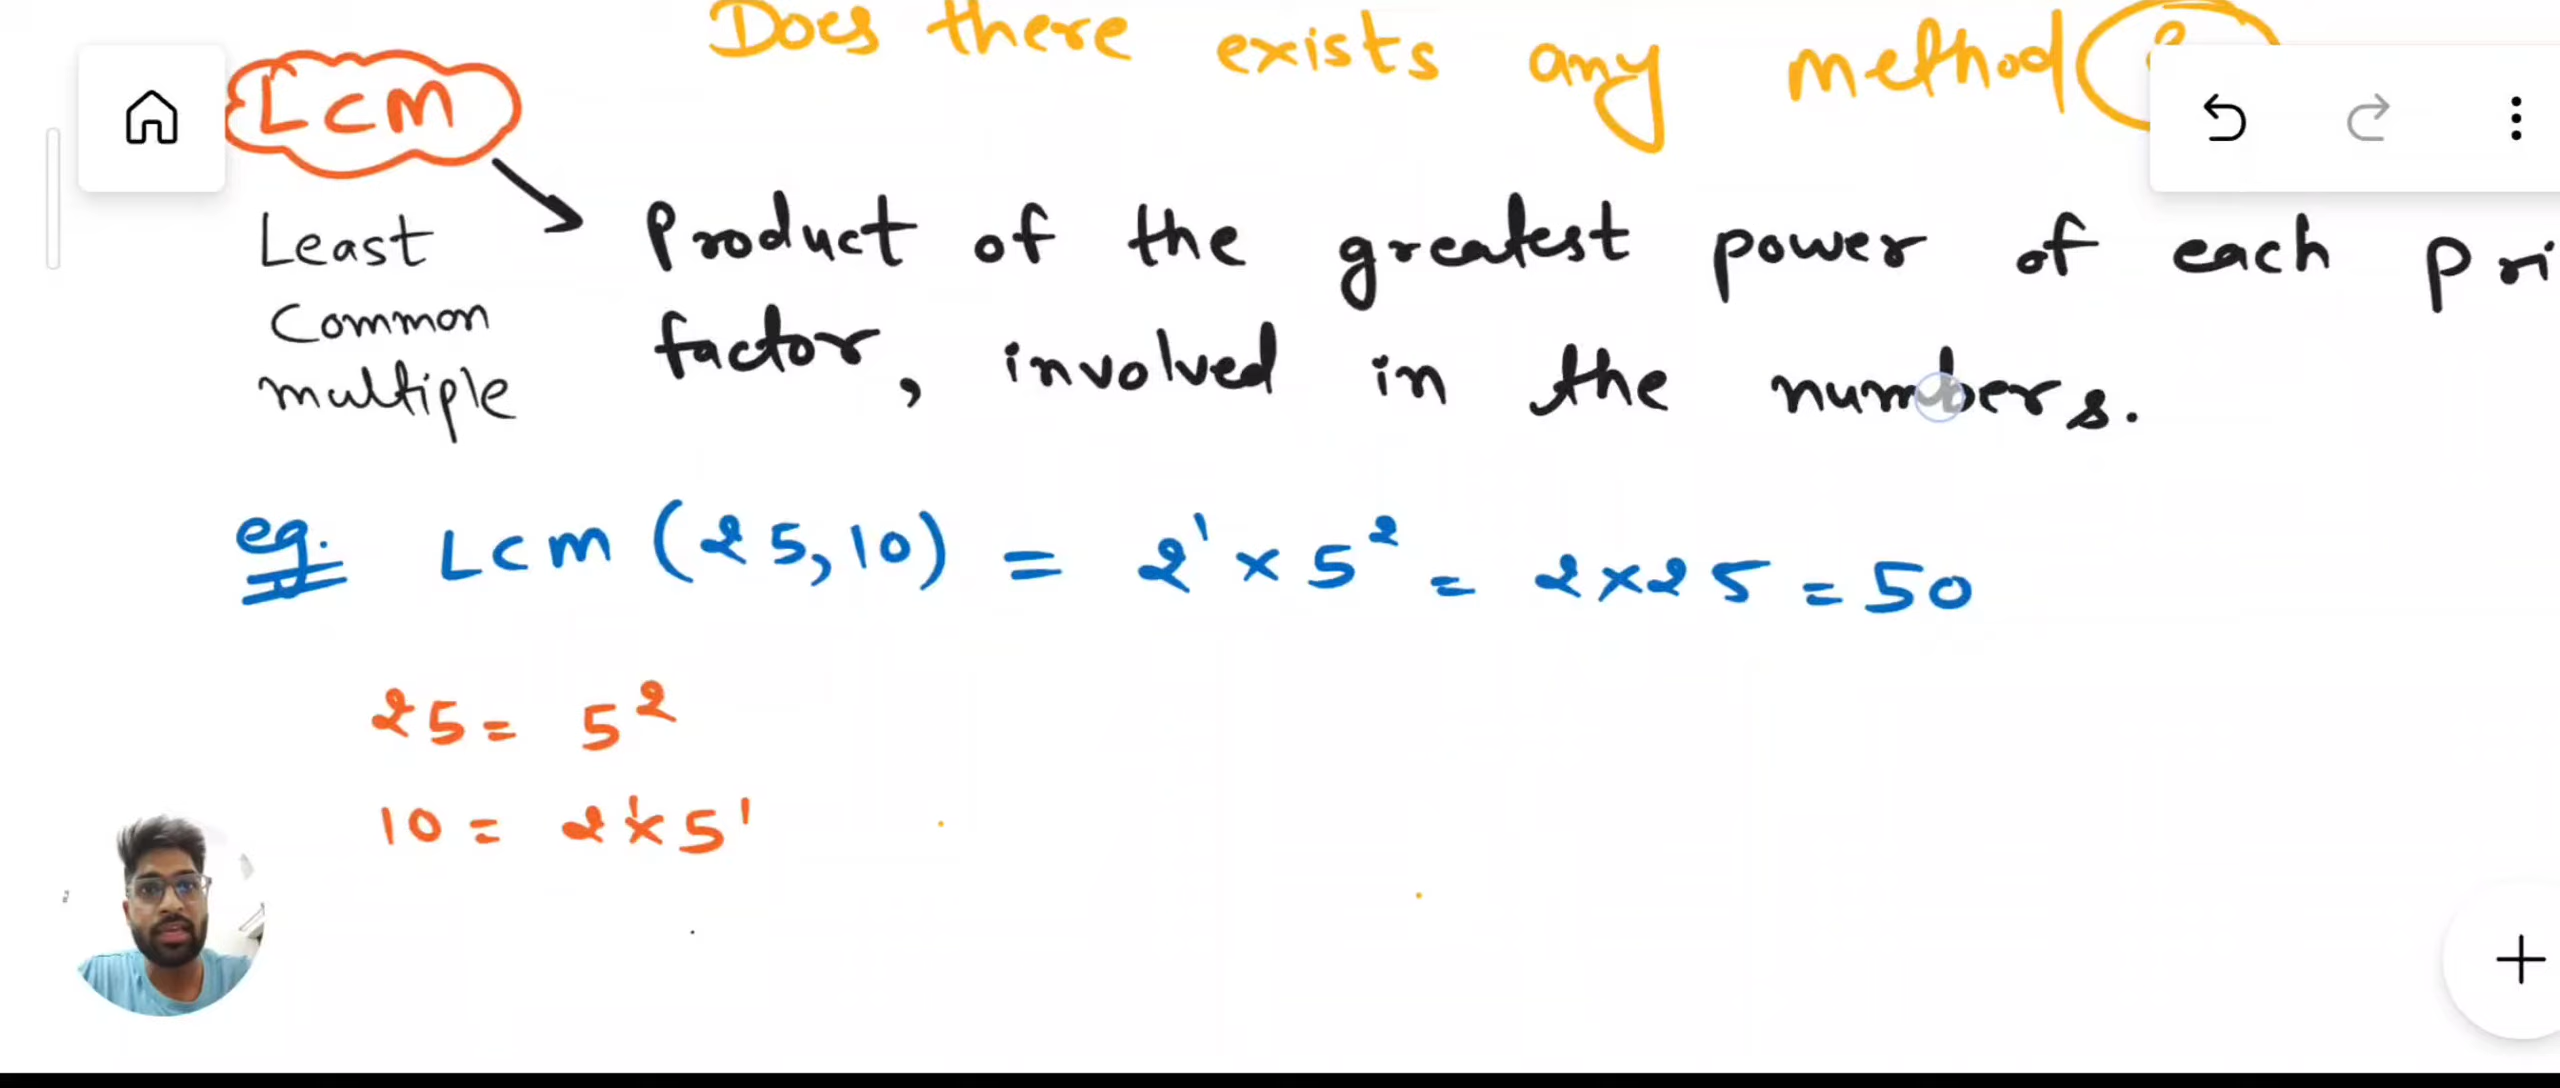 Does there exists any method
LCM
Least
Common
multiple
Product of the greatest power of each pri
factor, involved in the numbers.
eg. LCM (25,10) = 2¹ × 5² = 2×25 = 50
25 = 5²
10 = 2¹×5¹